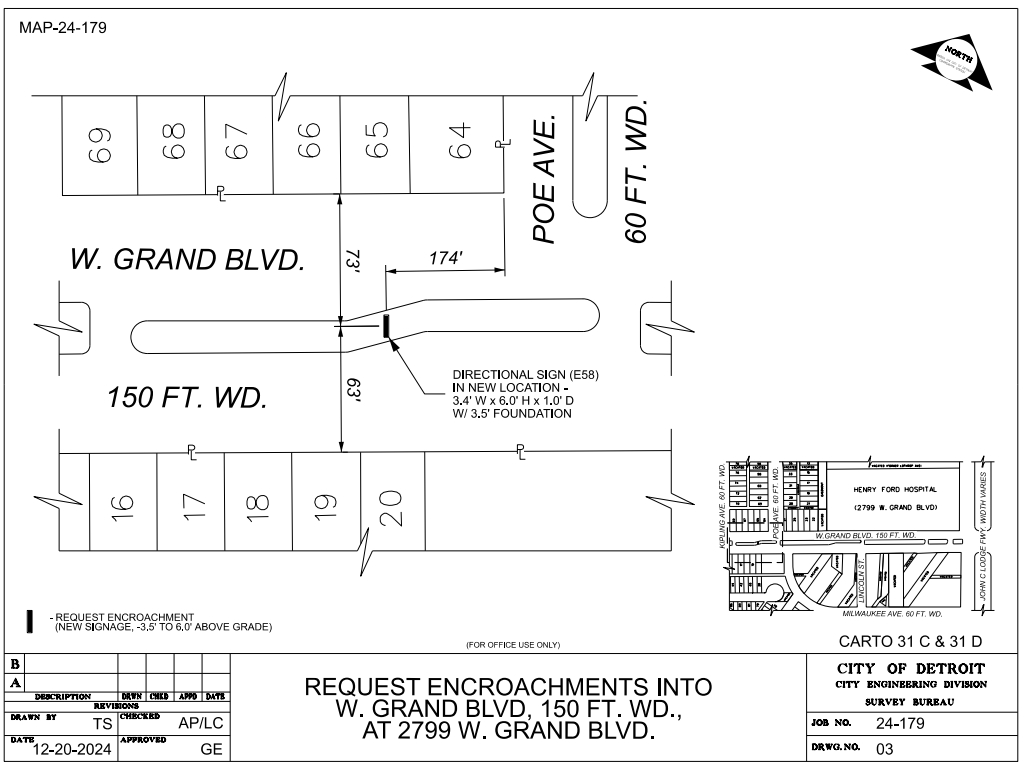 MAP-24-179
NORTH
69
68
67
66
65
64
PL
PL
POE AVE.
60 FT. WD.
W. GRAND BLVD.
73'
174'
DIRECTIONAL SIGN (E58)
IN NEW LOCATION -
3.4' W x 6.0' H x 1.0' D
W/ 3.5' FOUNDATION
150 FT. WD.
63'
PL
PL
16
17
18
19
20
KIPLING AVE. 60 FT. WD.
POE AVE. 60 FT. WD.
HENRY FORD HOSPITAL
(2799 W. GRAND BLVD)
W.GRAND BLVD. 150 FT. WD.
JOHN C LODGE FWY. WIDTH VARIES
LINCOLN ST.
MILWAUKEE AVE. 60 FT. WD.
- REQUEST ENCROACHMENT
(NEW SIGNAGE, -3.5' TO 6.0' ABOVE GRADE)
(FOR OFFICE USE ONLY)
CARTO 31 C & 31 D
B
A
DESCRIPTION DRWN CHKD APPD DATE
REVISIONS
DRAWN BY TS CHECKED AP/LC
DATE 12-20-2024 APPROVED GE
REQUEST ENCROACHMENTS INTO
W. GRAND BLVD, 150 FT. WD.,
AT 2799 W. GRAND BLVD.
CITY OF DETROIT
CITY ENGINEERING DIVISION
SURVEY BUREAU
JOB NO. 24-179
DRWG. NO. 03